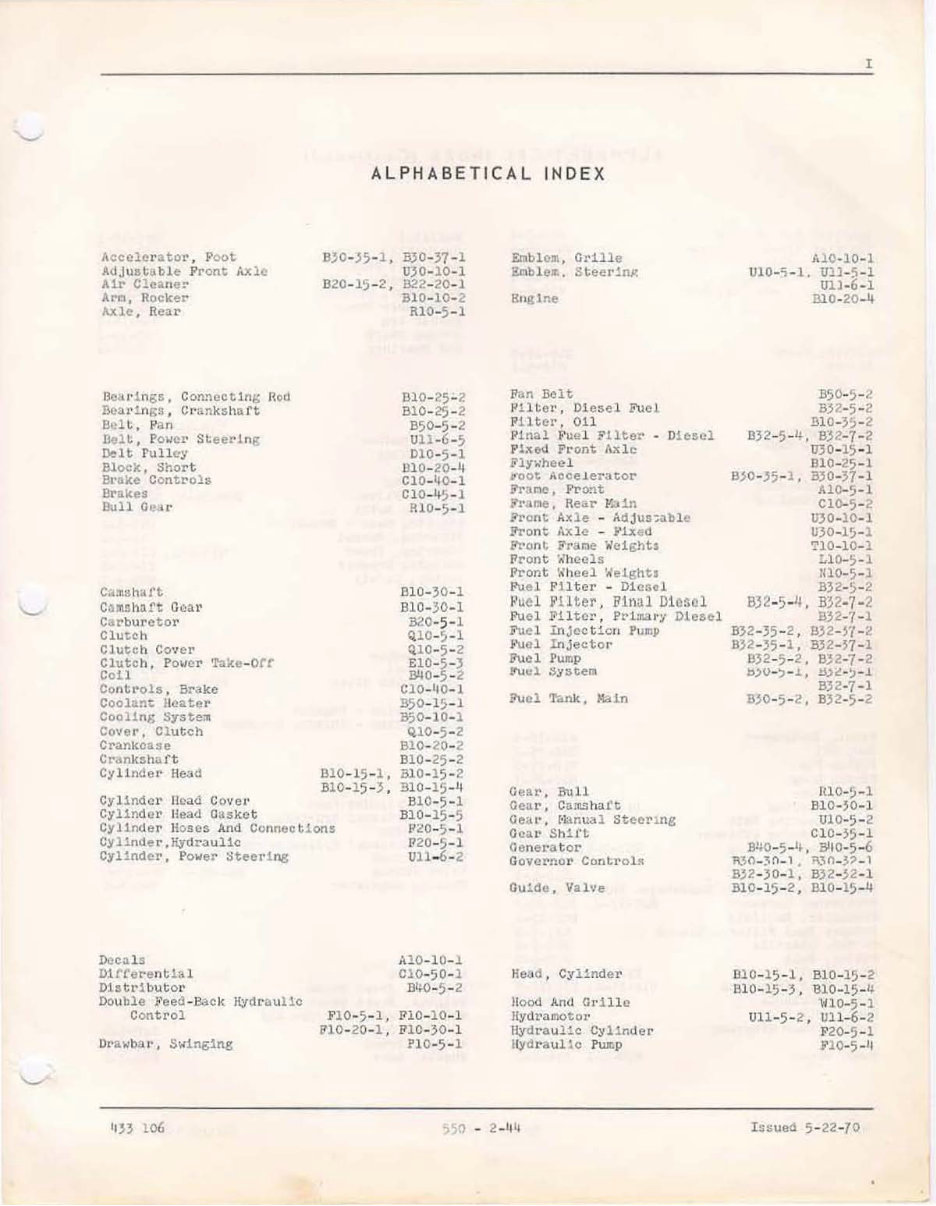 I
ALPHABETICAL INDEX
Accelerator, Foot B30-35-1, B30-37-1
Adjustable Front Axle U30-10-1
Air Cleaner B20-15-2, B22-20-1
Arm, Rocker B10-10-2
Axle, Rear R10-5-1
Bearings, Connecting Rod B10-25-2
Bearings, Crankshaft B10-25-2
Belt, Fan B50-5-2
Belt, Power Steering U11-6-5
Belt Pulley D10-5-1
Block, Short B10-20-4
Brake Controls C10-40-1
Brakes C10-45-1
Bull Gear R10-5-1
Camshaft B10-30-1
Camshaft Gear B10-30-1
Carburetor B20-5-1
Clutch Q10-5-1
Clutch Cover Q10-5-2
Clutch, Power Take-Off E10-5-3
Coil B40-5-2
Controls, Brake C10-40-1
Coolant Heater B50-15-1
Cooling System B50-10-1
Cover, Clutch Q10-5-2
Crankcase B10-20-2
Crankshaft B10-25-2
Cylinder Head B10-15-1, B10-15-2
B10-15-3, B10-15-4
Cylinder Head Cover B10-5-1
Cylinder Head Gasket B10-15-5
Cylinder Hoses And Connections F20-5-1
Cylinder,Hydraulic F20-5-1
Cylinder, Power Steering U11-6-2
Decals A10-10-1
Differential C10-50-1
Distributor B40-5-2
Double Feed-Back Hydraulic
Control F10-5-1, F10-10-1
F10-20-1, F10-30-1
Drawbar, Swinging P10-5-1
Emblem, Grille A10-10-1
Emblem, Steering U10-5-1, U11-5-1
U11-6-1
Engine B10-20-4
Fan Belt B50-5-2
Filter, Diesel Fuel B32-5-2
Filter, Oil B10-35-2
Final Fuel Filter - Diesel B32-5-4, B32-7-2
Fixed Front Axle U30-15-1
Flywheel B10-25-1
Foot Accelerator B30-35-1, B30-37-1
Frame, Front A10-5-1
Frame, Rear Main C10-5-2
Front Axle - Adjustable U30-10-1
Front Axle - Fixed U30-15-1
Front Frame Weights T10-10-1
Front Wheels L10-5-1
Front Wheel Weights N10-5-1
Fuel Filter - Diesel B32-5-2
Fuel Filter, Final Diesel B32-5-4, B32-7-2
Fuel Filter, Primary Diesel B32-7-1
Fuel Injection Pump B32-35-2, B32-37-2
Fuel Injector B32-35-1, B32-37-1
Fuel Pump B32-5-2, B32-7-2
Fuel System B30-5-1, B32-5-1
B32-7-1
Fuel Tank, Main B30-5-2, B32-5-2
Gear, Bull R10-5-1
Gear, Camshaft B10-30-1
Gear, Manual Steering U10-5-2
Gear Shift C10-35-1
Generator B40-5-4, B40-5-6
Governor Controls B30-30-1, B30-32-1
B32-30-1, B32-32-1
Guide, Valve B10-15-2, B10-15-4
Head, Cylinder B10-15-1, B10-15-2
B10-15-3, B10-15-4
Hood And Grille W10-5-1
Hydramotor U11-5-2, U11-6-2
Hydraulic Cylinder F20-5-1
Hydraulic Pump F10-5-4
433 106 550 - 2-44 Issued 5-22-70